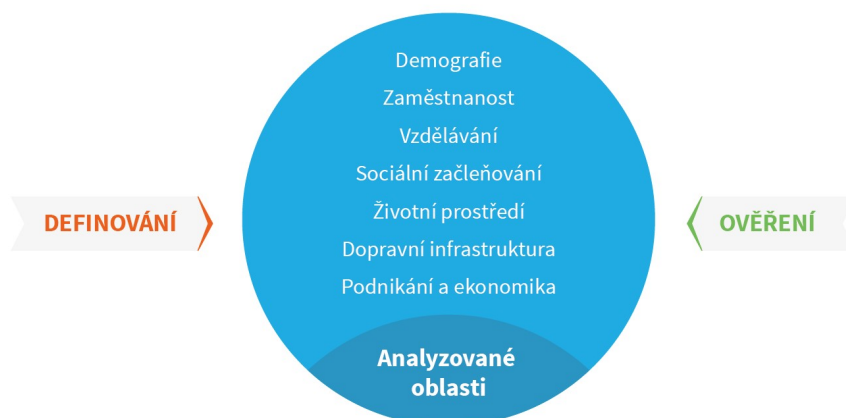 Demografie
Zaměstnanost
Vzdělávání
Sociální začleňování
Životní prostředí
Dopravní infrastruktura
Podnikání a ekonomika
Analyzované
oblasti
DEFINOVÁNÍ
OVĚŘENÍ